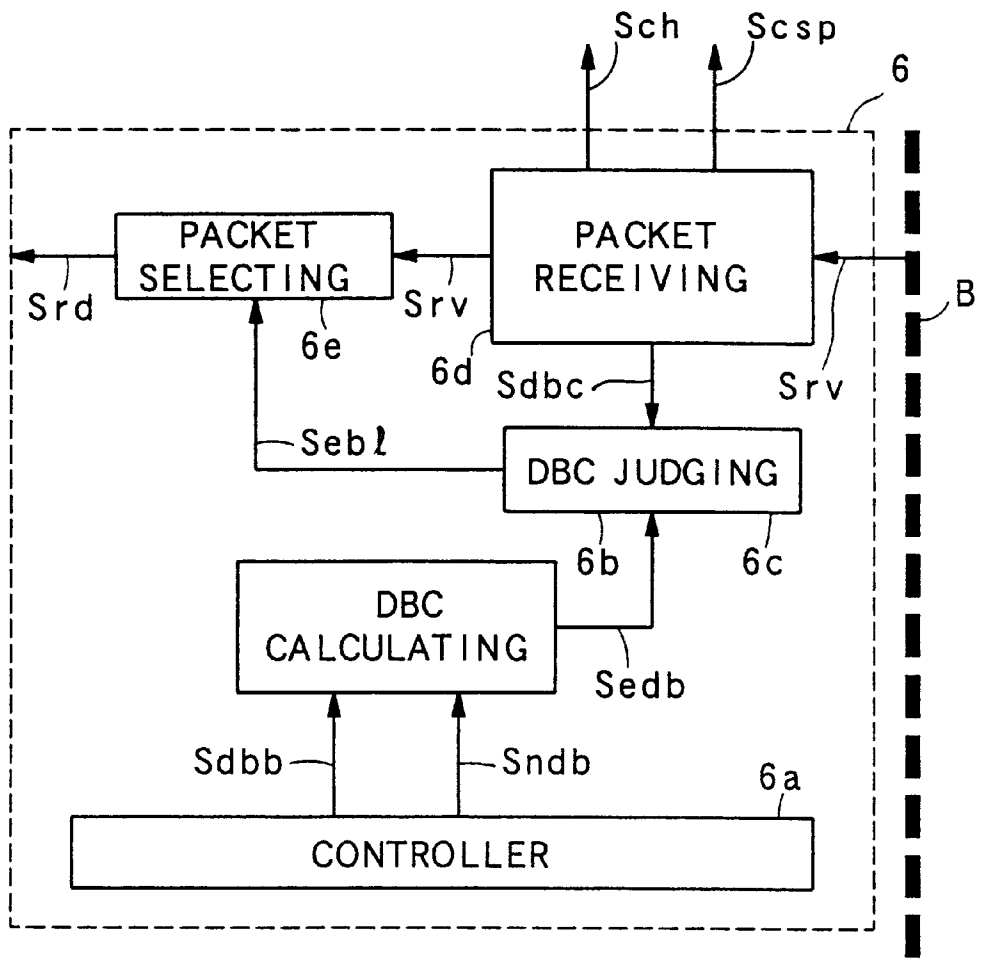 Sch
Scsp
6
PACKET
SELECTING
PACKET
RECEIVING
Srd
6e
Srv
6d
Srv
B
Sdbc
Sebl
DBC JUDGING
6b
6c
DBC
CALCULATING
Sedb
Sdbb
Sndb
6a
CONTROLLER